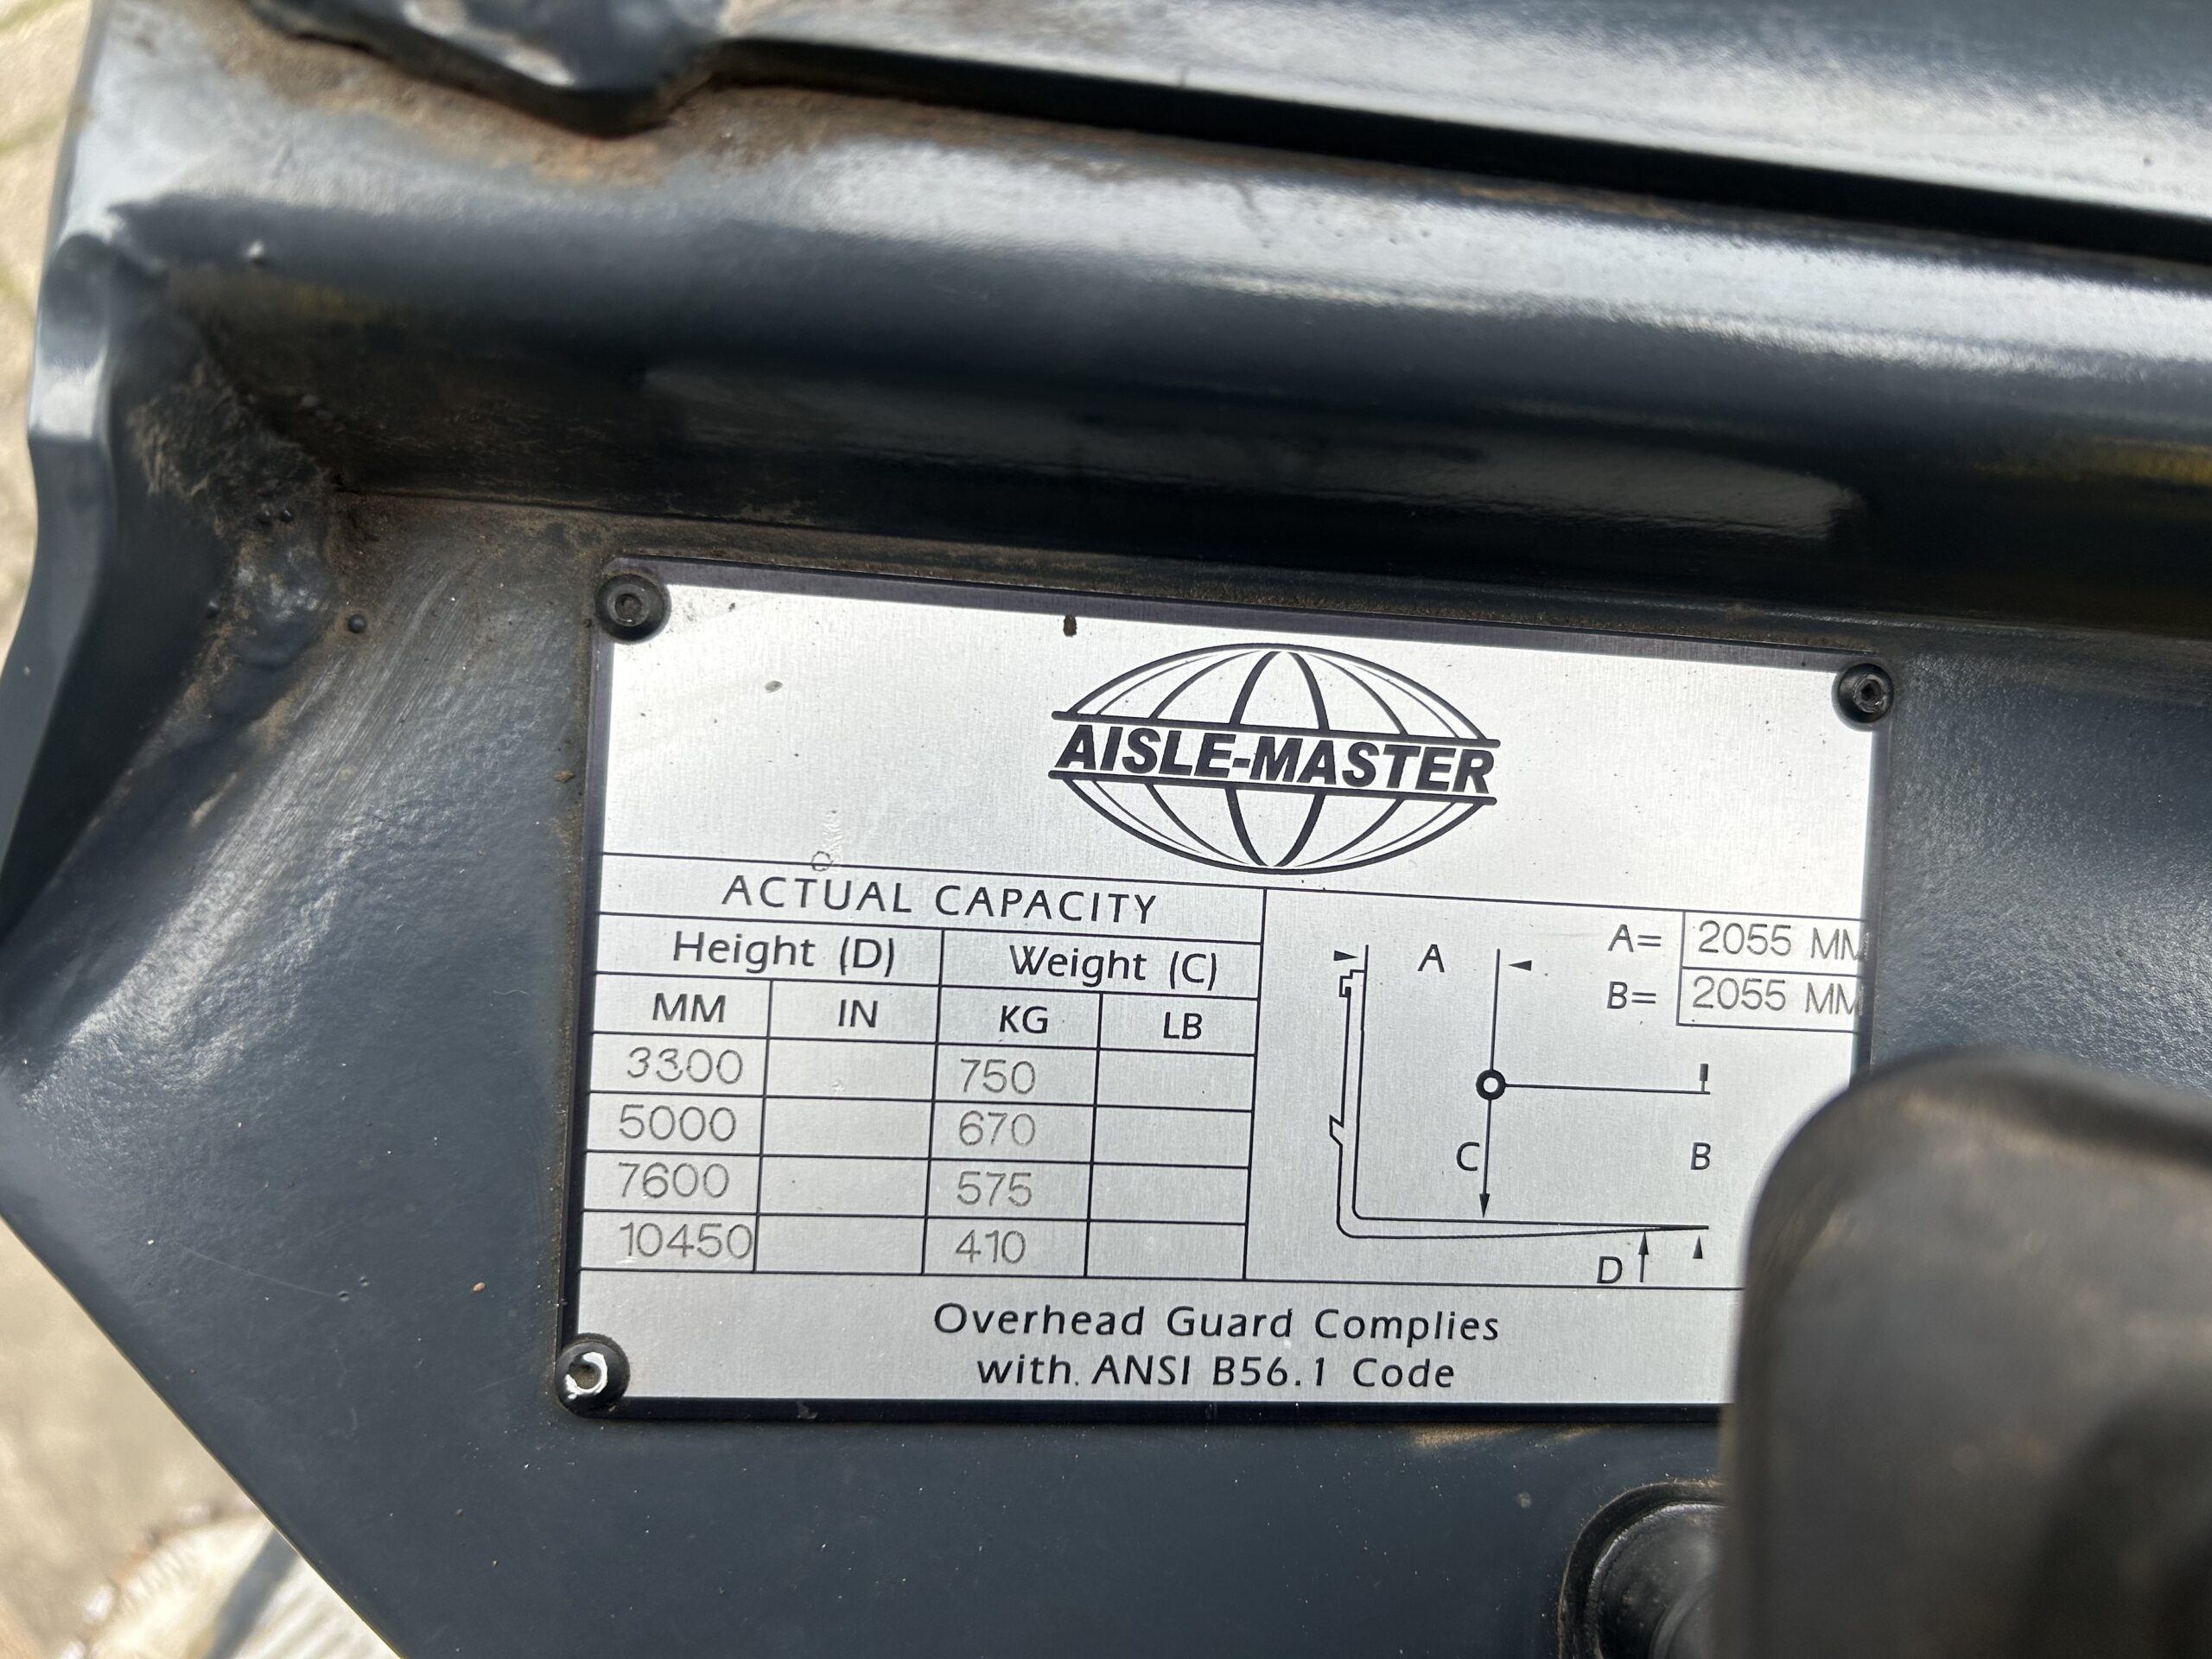 AISLE-MASTER
ACTUAL CAPACITY
Height (D) Weight (C)
MM IN KG LB
3300 750
5000 670
7600 575
10450 410
A= 2055 MM
B= 2055 MM
A
C
B
D
Overhead Guard Complies
with ANSI B56.1 Code